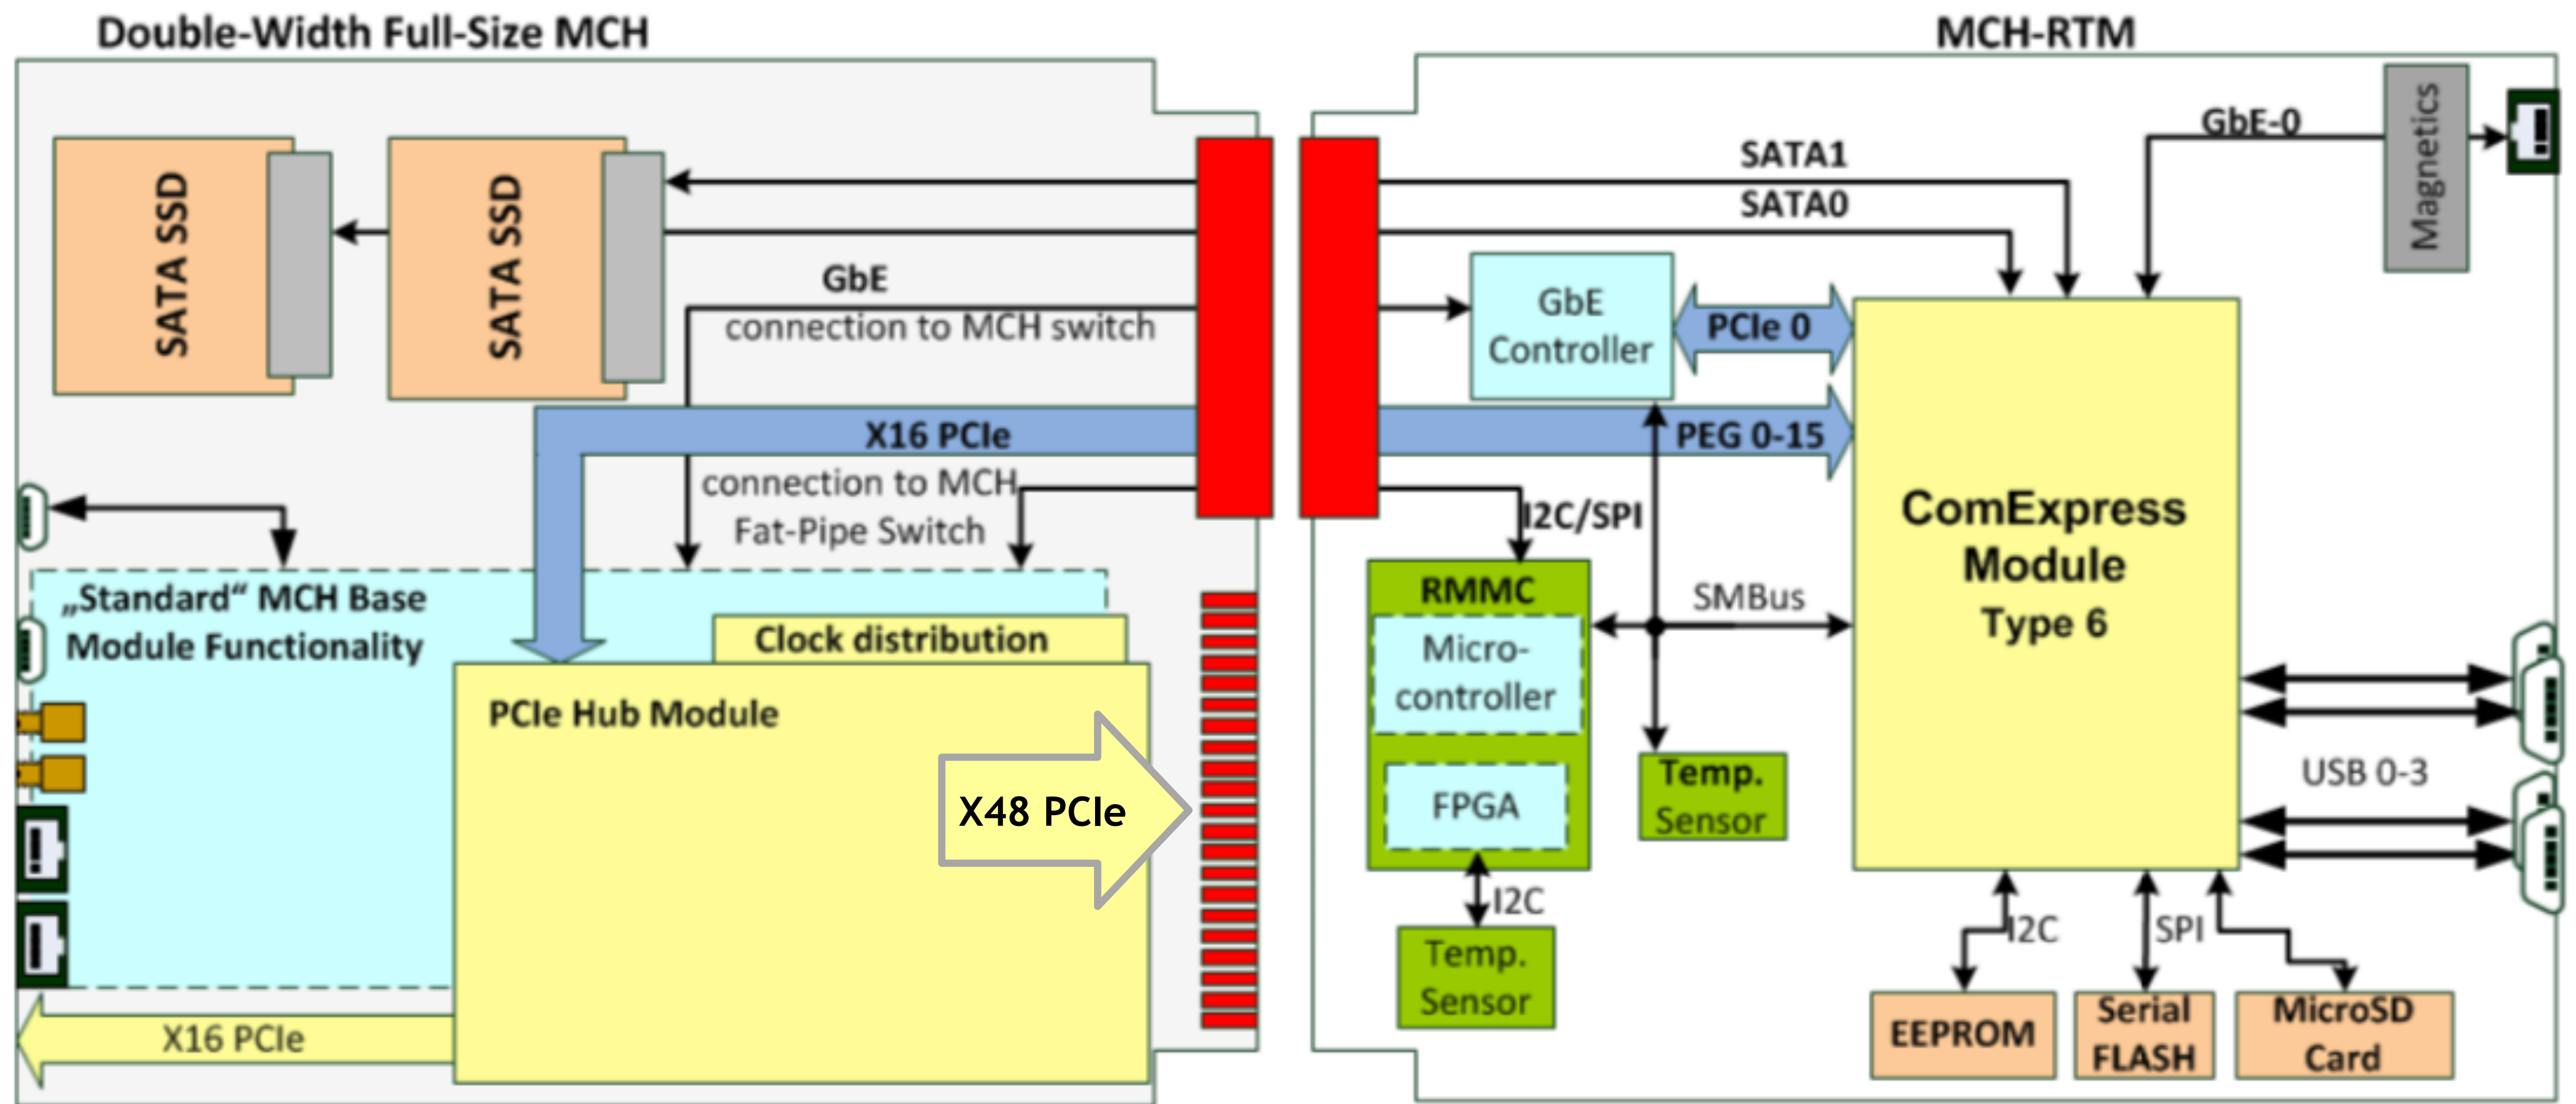 Double-Width Full-Size MCH
MCH-RTM
SATA SSD
SATA SSD
GbE
connection to MCH switch
X16 PCIe
connection to MCH
Fat-Pipe Switch
„Standard“ MCH Base
Module Functionality
Clock distribution
PCIe Hub Module
X48 PCIe
X16 PCIe
SATA1
SATA0
GbE-0
Magnetics
GbE
Controller
PCIe 0
PEG 0-15
I2C/SPI
RMMC
Micro-
controller
FPGA
SMBus
Temp.
Sensor
I2C
Temp.
Sensor
ComExpress
Module
Type 6
USB 0-3
I2C
SPI
EEPROM
Serial
FLASH
MicroSD
Card